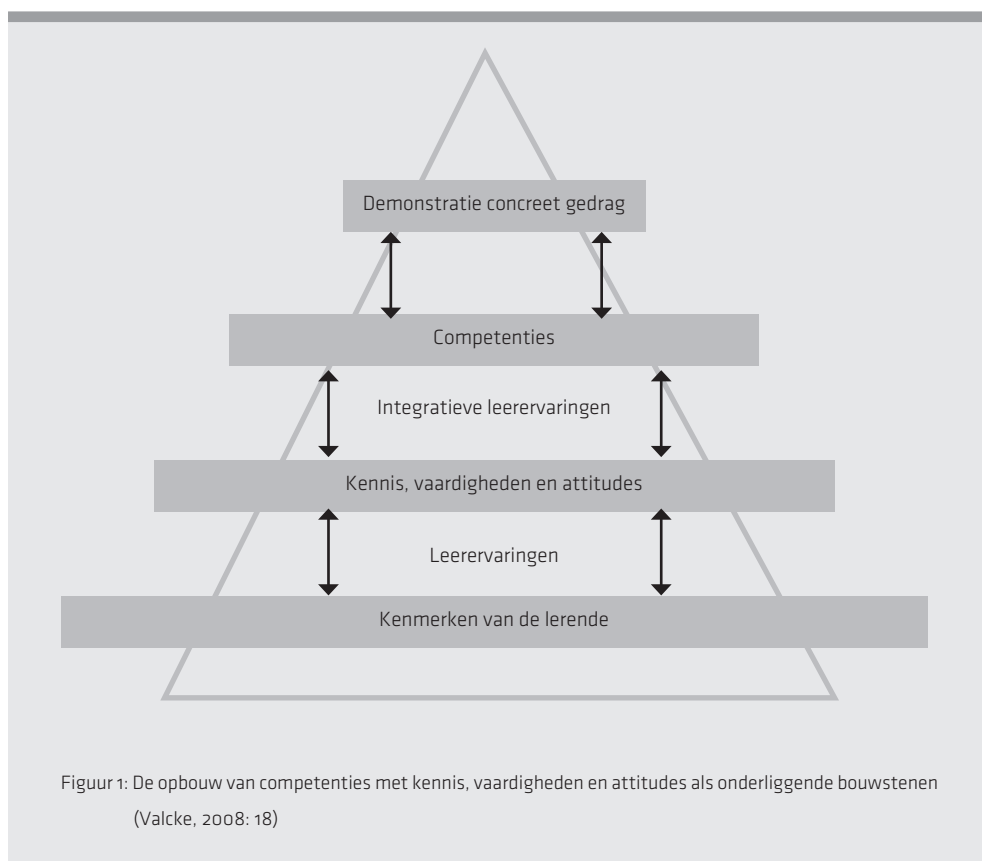 Demonstratie concreet gedrag
Competenties
Integratieve leerervaringen
Kennis, vaardigheden en attitudes
Leerervaringen
Kenmerken van de lerende
Figuur 1: De opbouw van competenties met kennis, vaardigheden en attitudes als onderliggende bouwstenen
(Valcke, 2008: 18)